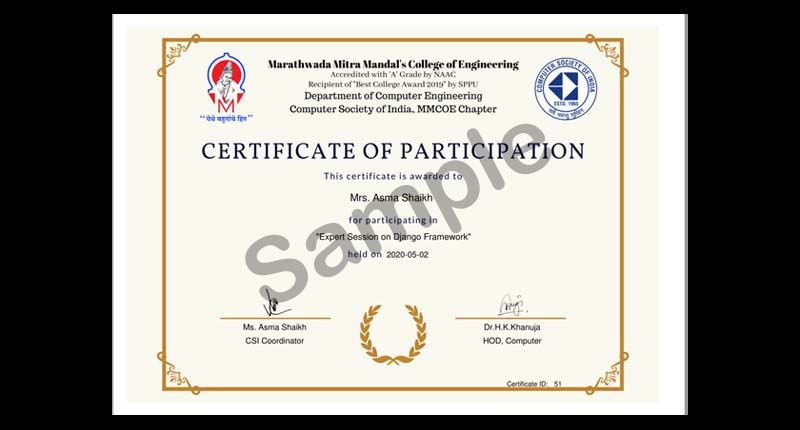 Marathwada Mitra Mandal's College of Engineering
Accredited with 'A' Grade by NAAC
Recipient of "Best College Award 2019" by SPPU
Department of Computer Engineering
Computer Society of India, MMCOE Chapter
M
“येथे बहुतांचे हित”
COMPUTER SOCIETY OF INDIA
ESTD. 1965
CERTIFICATE OF PARTICIPATION
This certificate is awarded to
Mrs. Asma Shaikh
for participating in
"Expert Session on Django Framework"
held on 2020-05-02
Sample
Ms. Asma Shaikh
CSI Coordinator
Dr.H.K.Khanuja
HOD, Computer
Certificate ID: 51